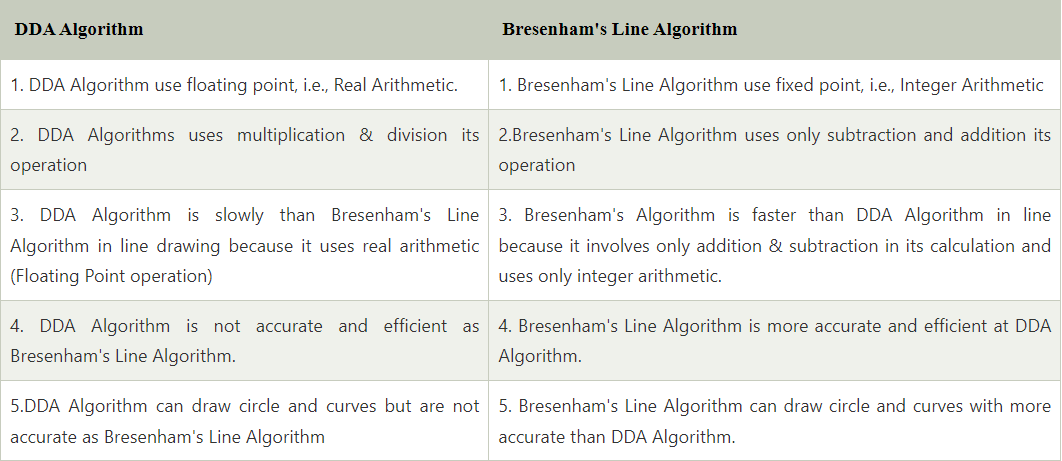 DDA Algorithm
Bresenham's Line Algorithm
1. DDA Algorithm use floating point, i.e., Real Arithmetic.
1. Bresenham's Line Algorithm use fixed point, i.e., Integer Arithmetic
2. DDA Algorithms uses multiplication & division its
operation
2.Bresenham's Line Algorithm uses only subtraction and addition its
operation
3. DDA Algorithm is slowly than Bresenham's Line
Algorithm in line drawing because it uses real arithmetic
(Floating Point operation)
3. Bresenham's Algorithm is faster than DDA Algorithm in line
because it involves only addition & subtraction in its calculation and
uses only integer arithmetic.
4. DDA Algorithm is not accurate and efficient as
Bresenham's Line Algorithm.
4. Bresenham's Line Algorithm is more accurate and efficient at DDA
Algorithm.
5.DDA Algorithm can draw circle and curves but are not
accurate as Bresenham's Line Algorithm
5. Bresenham's Line Algorithm can draw circle and curves with more
accurate than DDA Algorithm.